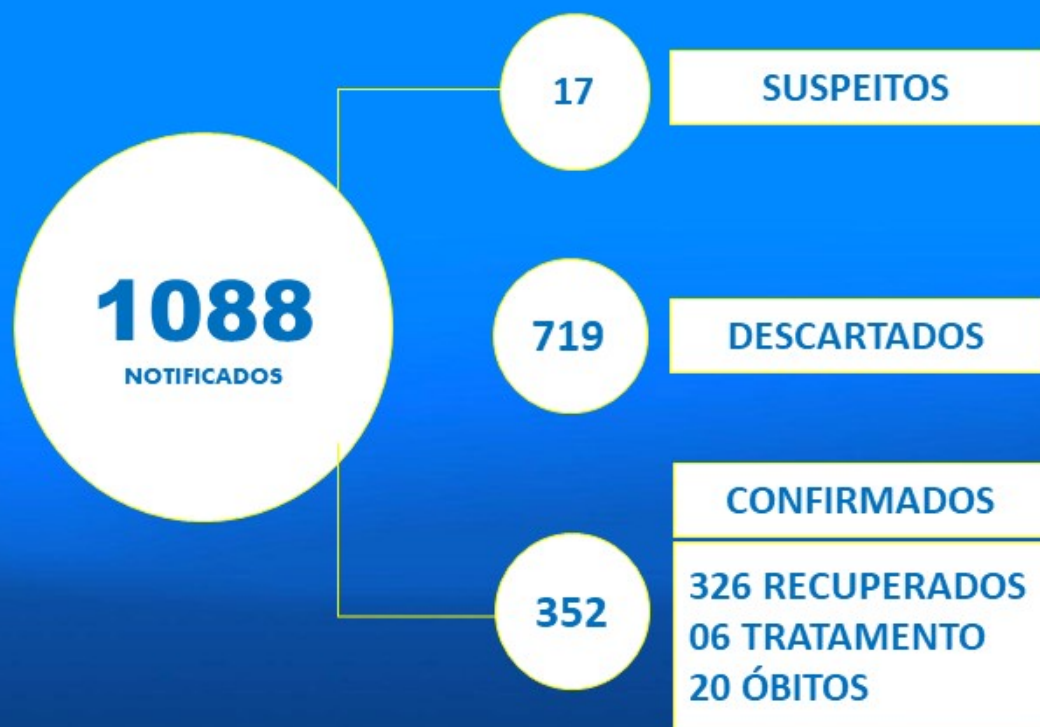 1088
NOTIFICADOS
17
SUSPEITOS
719
DESCARTADOS
352
CONFIRMADOS
326 RECUPERADOS
06 TRATAMENTO
20 ÓBITOS